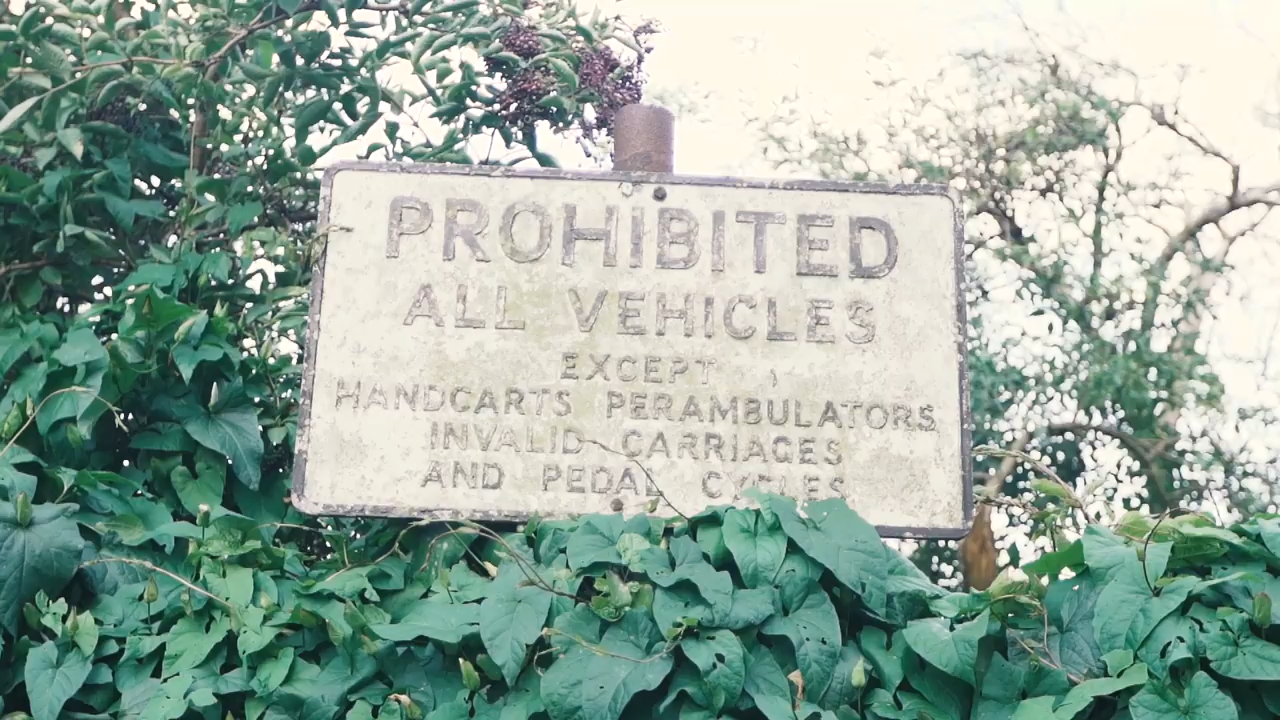 PROHIBITED
ALL VEHICLES
EXCEPT
HANDCARTS PERAMBULATORS
INVALID CARRIAGES
AND PEDAL CYCLES